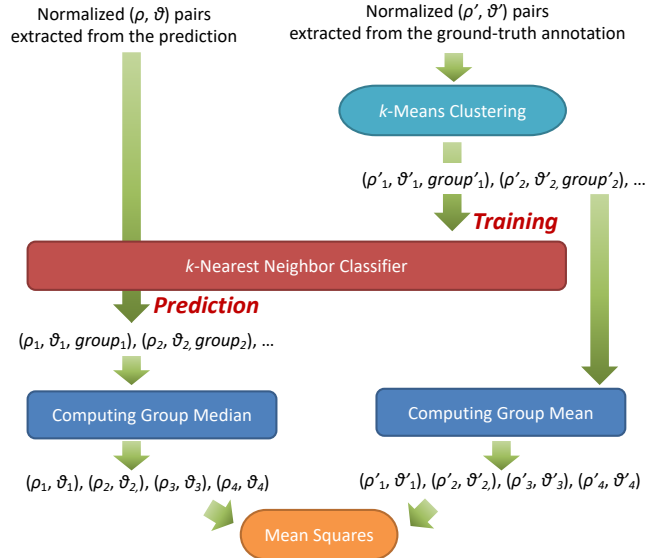 Normalized (ρ, ϑ) pairs
extracted from the prediction
Normalized (ρ’, ϑ’) pairs
extracted from the ground-truth annotation
k-Means Clustering
(ρ’1, ϑ’1, group’1), (ρ’2, ϑ’2, group’2), ...
Training
k-Nearest Neighbor Classifier
Prediction
(ρ1, ϑ1, group1), (ρ2, ϑ2, group2), ...
Computing Group Median
Computing Group Mean
(ρ1, ϑ1), (ρ2, ϑ2,), (ρ3, ϑ3), (ρ4, ϑ4)
(ρ’1, ϑ’1), (ρ’2, ϑ’2,), (ρ’3, ϑ’3), (ρ’4, ϑ’4)
Mean Squares